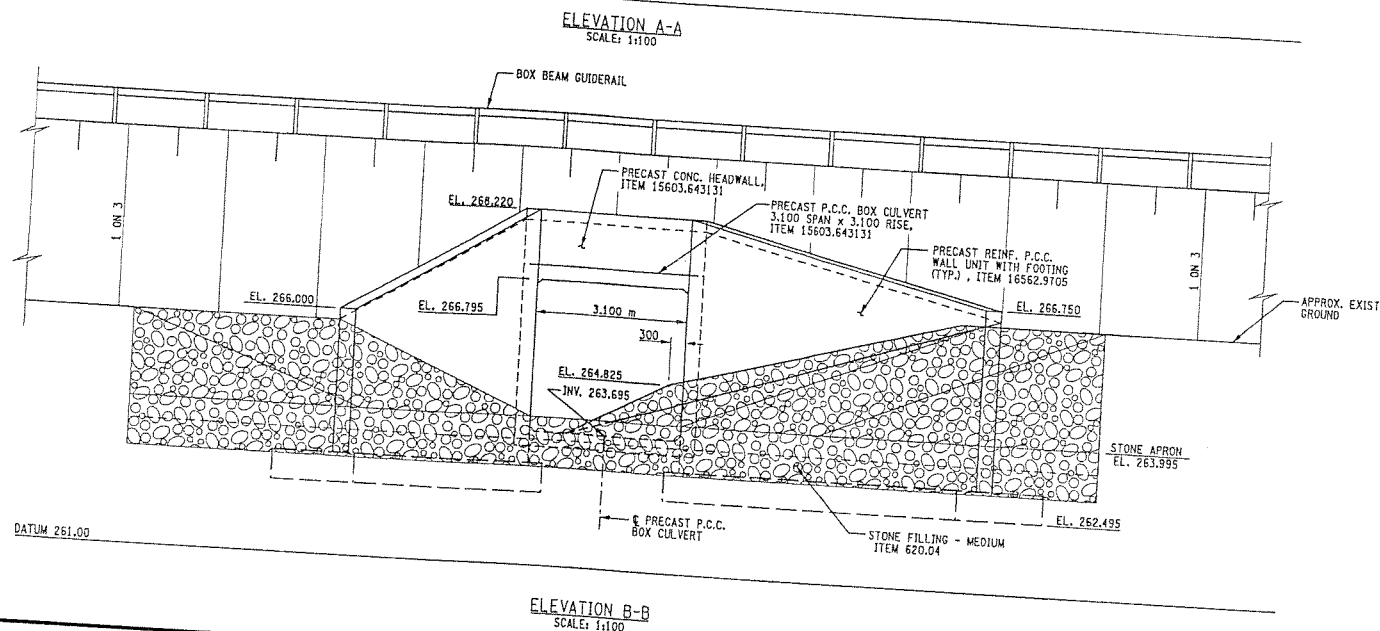 ELEVATION A-A
SCALE: 1:100
BOX BEAM GUIDERAIL
PRECAST CONC. HEADWALL,
ITEM 15603.643131
EL. 268.220
PRECAST P.C.C. BOX CULVERT
3.100 SPAN x 3.100 RISE,
ITEM 15603.643131
1 ON 3
PRECAST REINF. P.C.C.
WALL UNIT WITH FOOTING
(TYP.) , ITEM 16562.9705
1 ON 3
EL. 266.000
EL. 266.795
3.100 m
EL. 266.750
APPROX. EXIST
GROUND
300
EL. 264.825
INV. 263.695
STONE APRON
EL. 263.995
EL. 262.495
℄ PRECAST P.C.C.
BOX CULVERT
STONE FILLING - MEDIUM
ITEM 620.04
DATUM 261.00
ELEVATION B-B
SCALE: 1:100